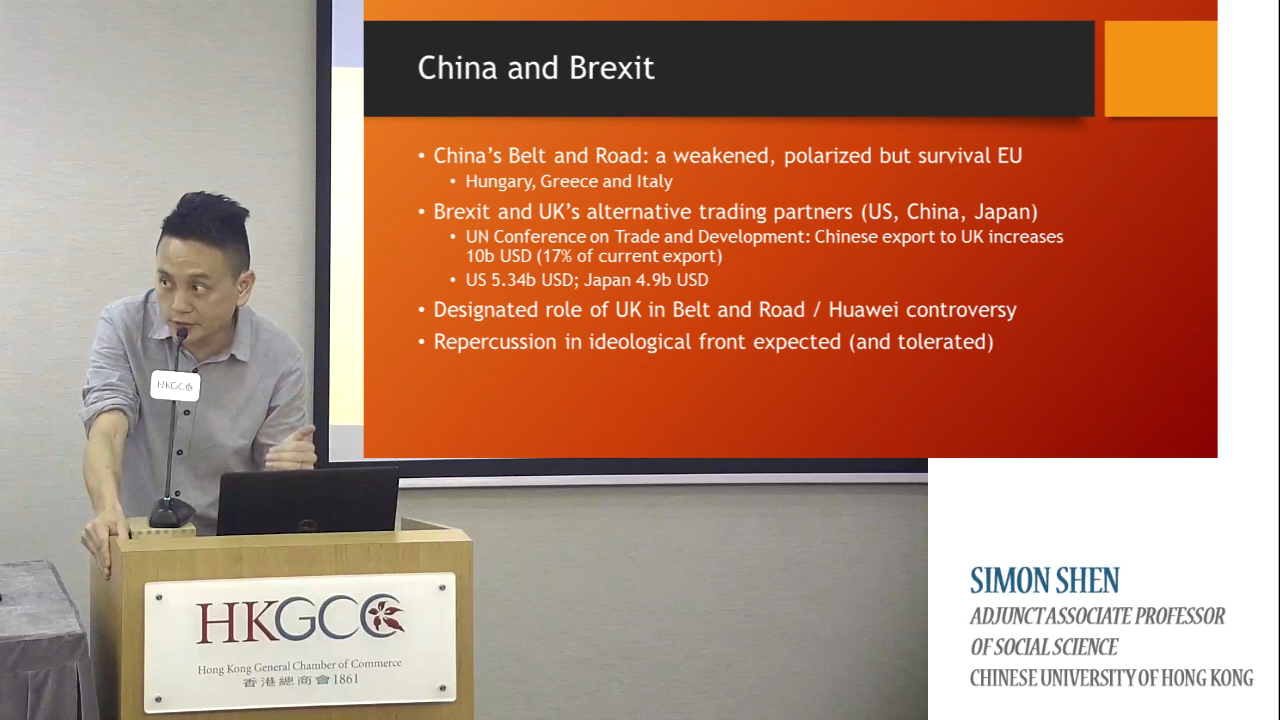 China and Brexit
• China's Belt and Road: a weakened, polarized but survival EU
• Hungary, Greece and Italy
• Brexit and UK's alternative trading partners (US, China, Japan)
• UN Conference on Trade and Development: Chinese export to UK increases
10b USD (17% of current export)
• US 5.34b USD; Japan 4.9b USD
• Designated role of UK in Belt and Road / Huawei controversy
• Repercussion in ideological front expected (and tolerated)
HKGCC
HKGCC
Hong Kong General Chamber of Commerce
香港總商會1861
SIMON SHEN
ADJUNCT ASSOCIATE PROFESSOR
OF SOCIAL SCIENCE
CHINESE UNIVERSITY OF HONG KONG